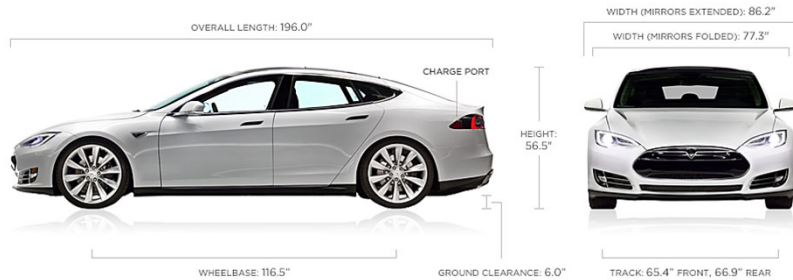 OVERALL LENGTH: 196.0"
WIDTH (MIRRORS EXTENDED): 86.2"
WIDTH (MIRRORS FOLDED): 77.3"
CHARGE PORT
HEIGHT:
56.5"
WHEELBASE: 116.5"
GROUND CLEARANCE: 6.0"
TRACK: 65.4" FRONT, 66.9" REAR